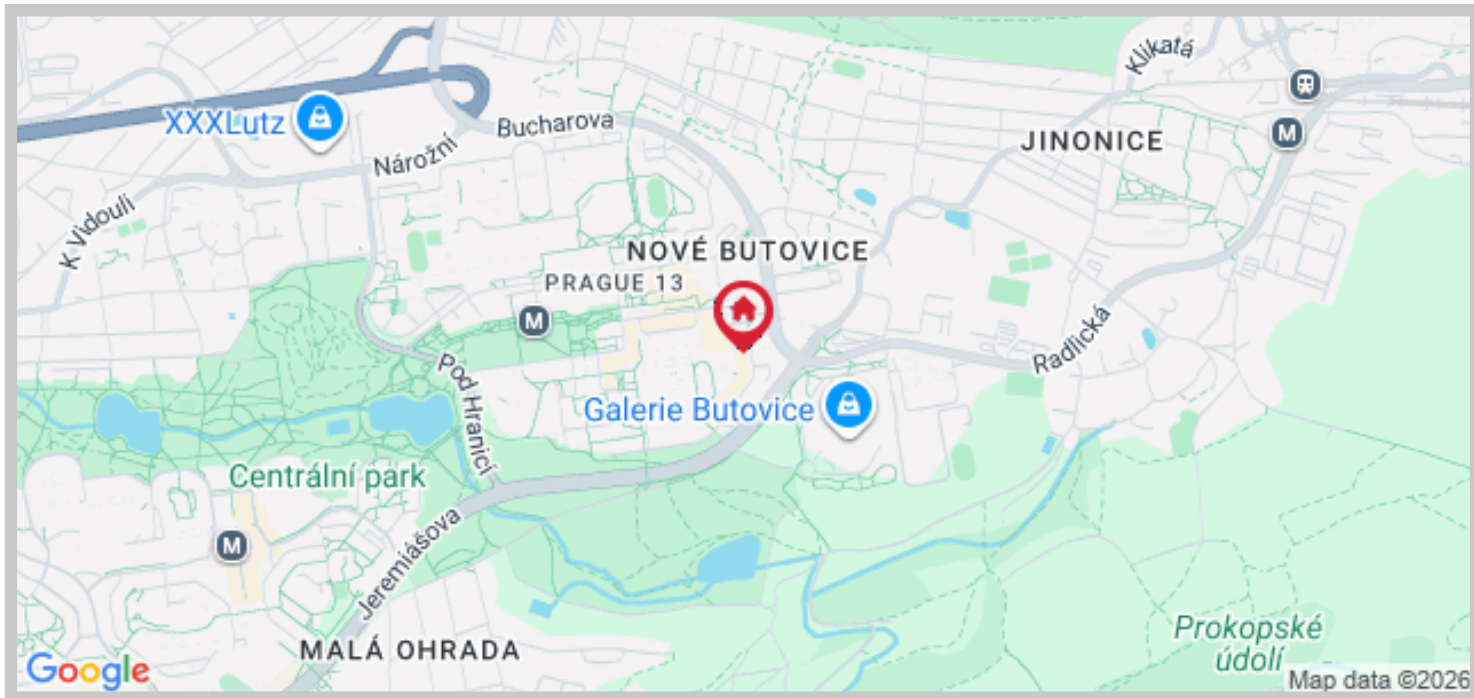 Klikatá
XXXLutz
Bucharova
M
JINONICE
Nárožní
K Vidouli
NOVÉ BUTOVICE
PRAGUE 13
M
Radlická
Pod Hranicí
Galerie Butovice
Centrální park
M
Jeremiášova
Prokopské
údolí
MALÁ OHRADA
Google
Map data ©2026